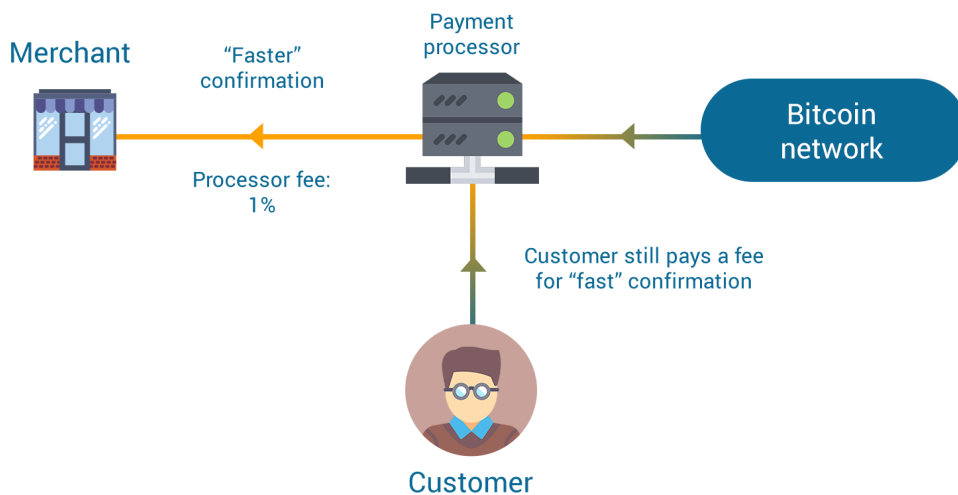 Payment
processor
Merchant
“Faster”
confirmation
Bitcoin
network
Processor fee:
1%
Customer still pays a fee
for “fast” confirmation
Customer